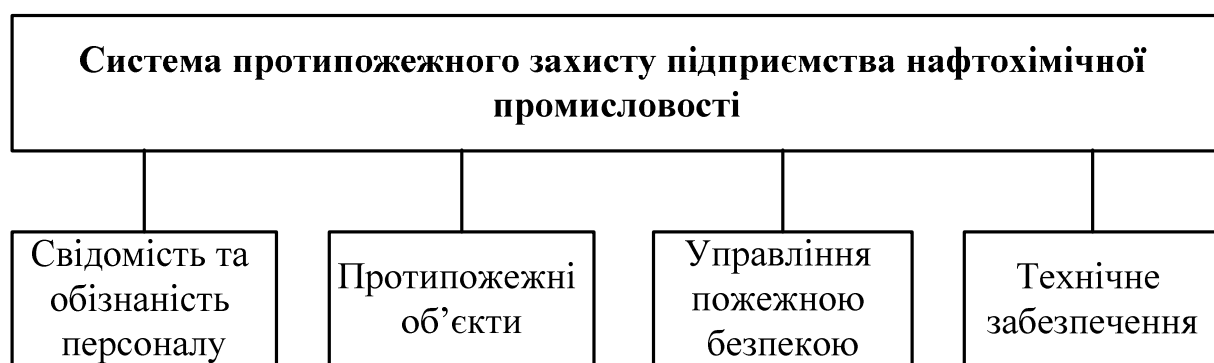 Система протипожежного захисту підприємства нафтохімічної
промисловості
Свідомість та
обізнаність
персоналу
Протипожежні
об’єкти
Управління
пожежною
безпекою
Технічне
забезпечення